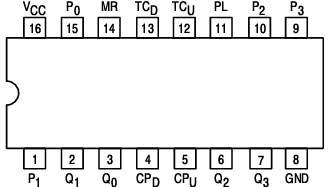 VCC P0 MR TCD TCU PL P2 P3
16 15 14 13 12 11 10 9
1 2 3 4 5 6 7 8
P1 Q1 Q0 CPD CPU Q2 Q3 GND